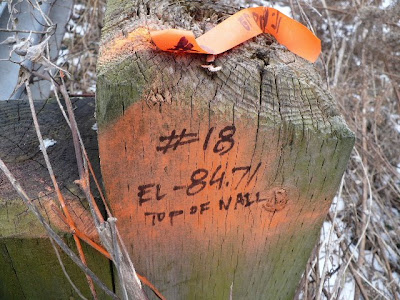 #18
EL-84.71
TOP OF NAIL